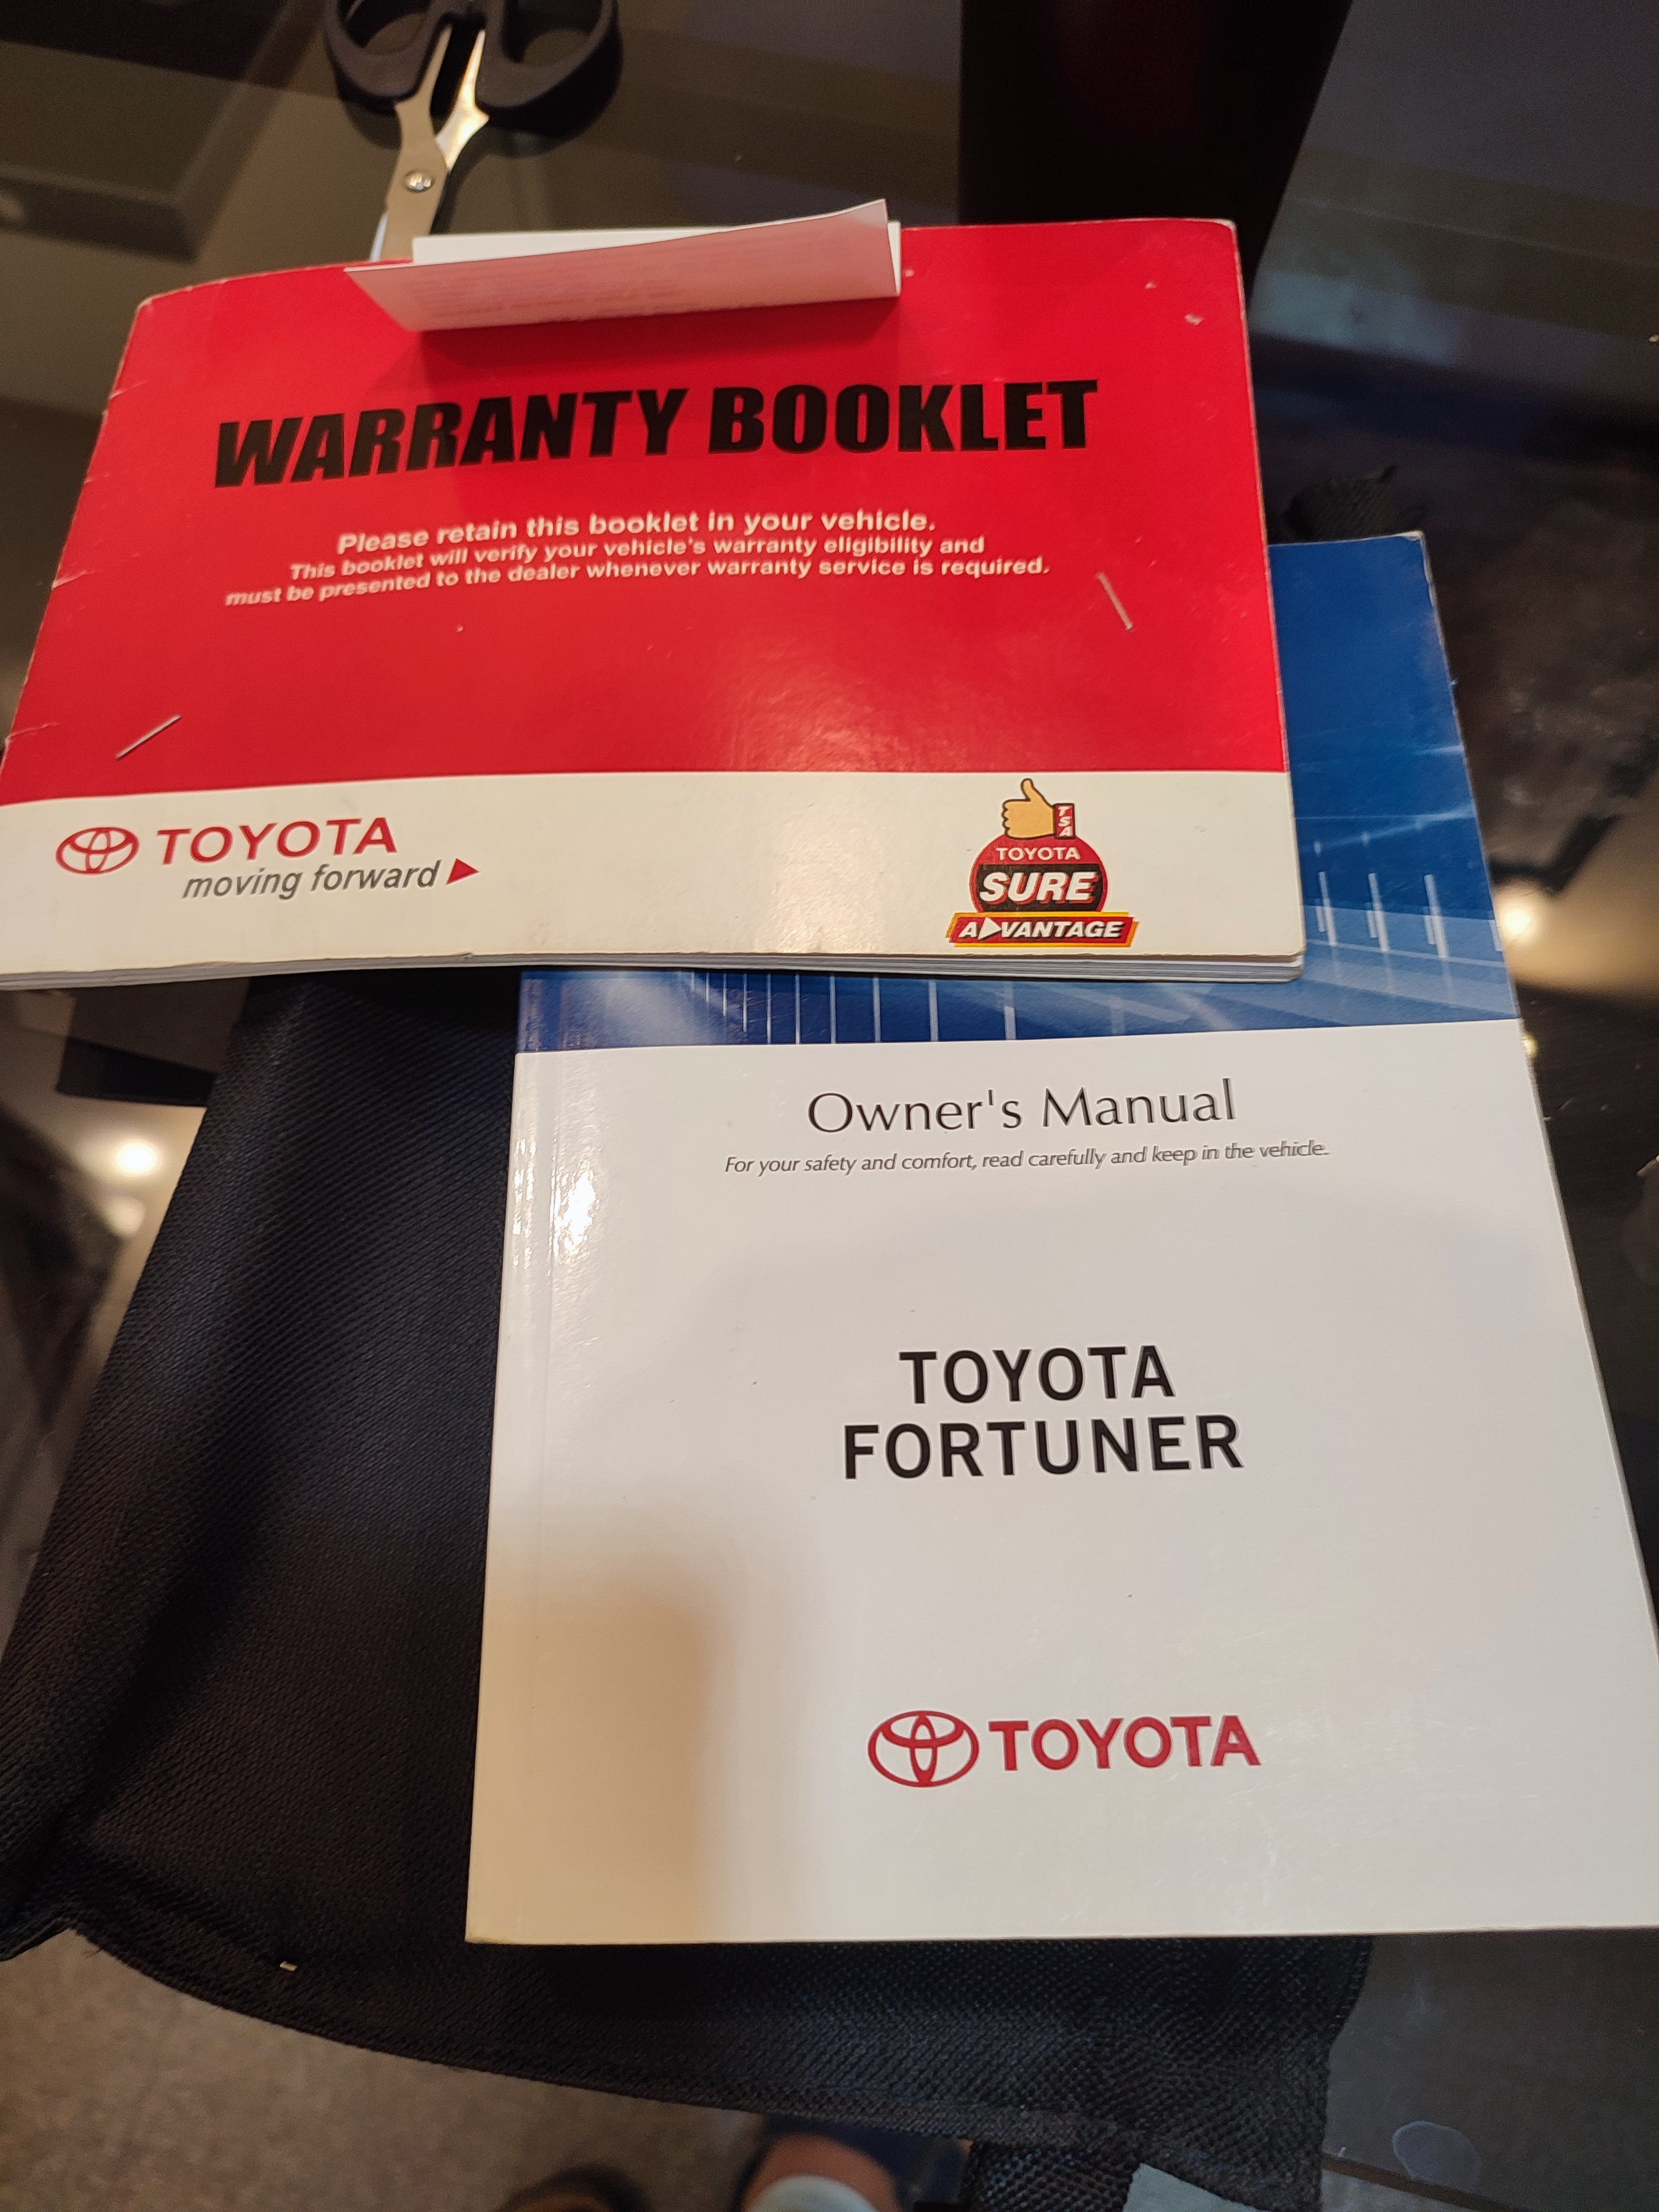 WARRANTY BOOKLET
Please retain this booklet in your vehicle.
This booklet will verify your vehicle's warranty eligibility and
must be presented to the dealer whenever warranty service is required.
TOYOTA
moving forward
TSA
TOYOTA
SURE
ADVANTAGE
Owner's Manual
For your safety and comfort, read carefully and keep in the vehicle.
TOYOTA
FORTUNER
TOYOTA